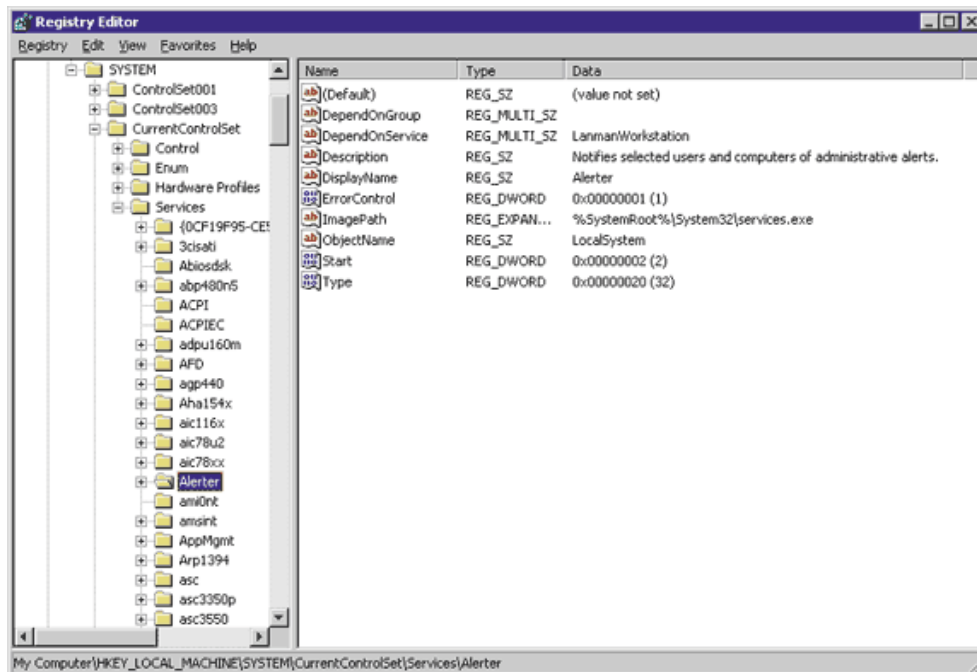 Registry Editor
Registry Edit View Favorites Help
SYSTEM
ControlSet001
ControlSet003
CurrentControlSet
Control
Enum
Hardware Profiles
Services
{0CF19F95-CE5
3cisati
Abiosdsk
abp480n5
ACPI
ACPIEC
adpu160m
AFD
agp440
Aha154x
aic116x
aic78u2
aic78xx
Alerter
ami0nt
amsint
AppMgmt
Arp1394
asc
asc3350p
asc3550
Name Type Data
(Default) REG_SZ (value not set)
DependOnGroup REG_MULTI_SZ
DependOnService REG_MULTI_SZ LanmanWorkstation
Description REG_SZ Notifies selected users and computers of administrative alerts.
DisplayName REG_SZ Alerter
ErrorControl REG_DWORD 0x00000001 (1)
ImagePath REG_EXPAN... %SystemRoot%\System32\services.exe
ObjectName REG_SZ LocalSystem
Start REG_DWORD 0x00000002 (2)
Type REG_DWORD 0x00000020 (32)
My Computer\HKEY_LOCAL_MACHINE\SYSTEM\CurrentControlSet\Services\Alerter